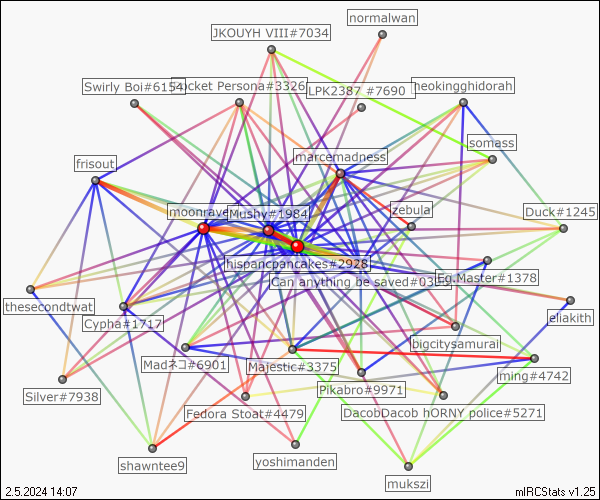 normalwan
JKOUYH VIII#7034
Swirly Boi#6154
ocket Persona#3326
LPK2387 #7690
neokingghidorah
somass
marcemadness
frisout
moonrave
Mushy#1984
zebula
Duck#1245
hispancpancakes#2928
Can anything be saved#03
Eg.Master#1378
thesecondtwat
Cypha#1717
eliakith
bigcitysamurai
Madネコ#6901
Majestic#3375
ming#4742
Silver#7938
Pikabro#9971
Fedora Stoat#4479
DacobDacob hORNY police#5271
shawntee9
yoshimanden
mukszi
2.5.2024 14:07
mIRCStats v1.25